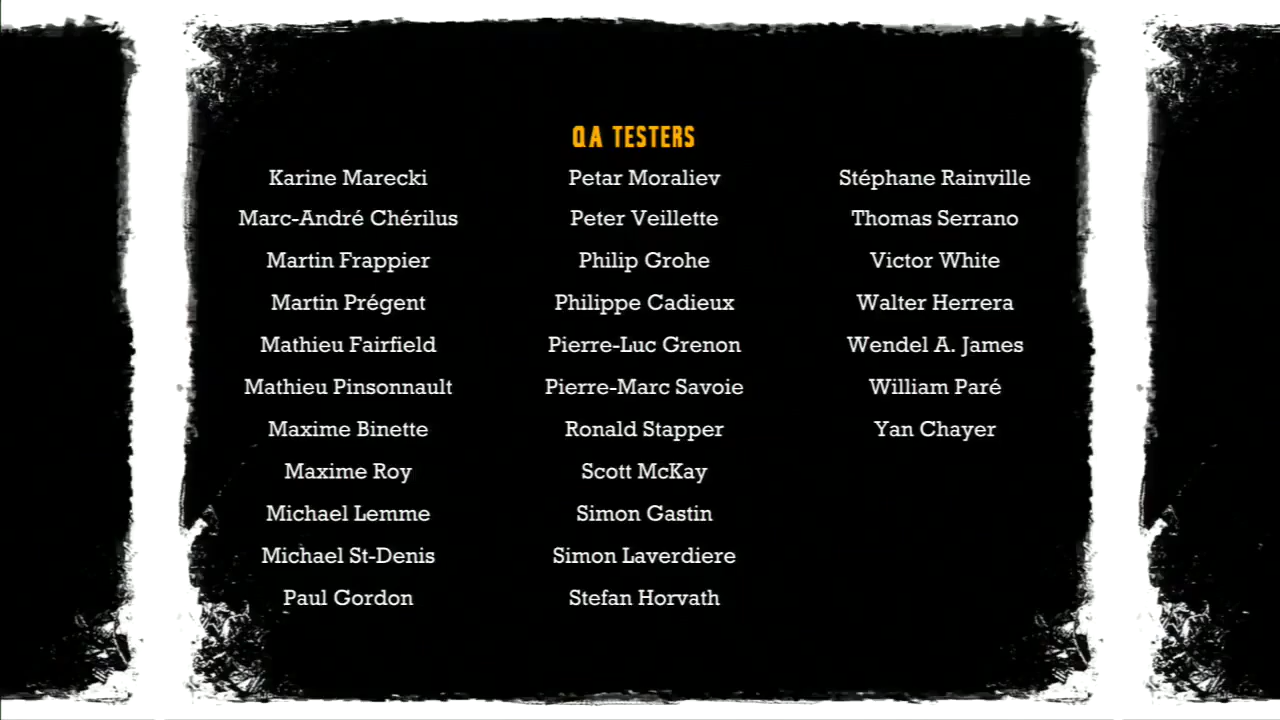 QA TESTERS
Karine Marecki
Marc-André Chérilus
Martin Frappier
Martin Prégent
Mathieu Fairfield
Mathieu Pinsonnault
Maxime Binette
Maxime Roy
Michael Lemme
Michael St-Denis
Paul Gordon
Petar Moraliev
Peter Veillette
Philip Grohe
Philippe Cadieux
Pierre-Luc Grenon
Pierre-Marc Savoie
Ronald Stapper
Scott McKay
Simon Gastin
Simon Laverdiere
Stefan Horvath
Stéphane Rainville
Thomas Serrano
Victor White
Walter Herrera
Wendel A. James
William Paré
Yan Chayer